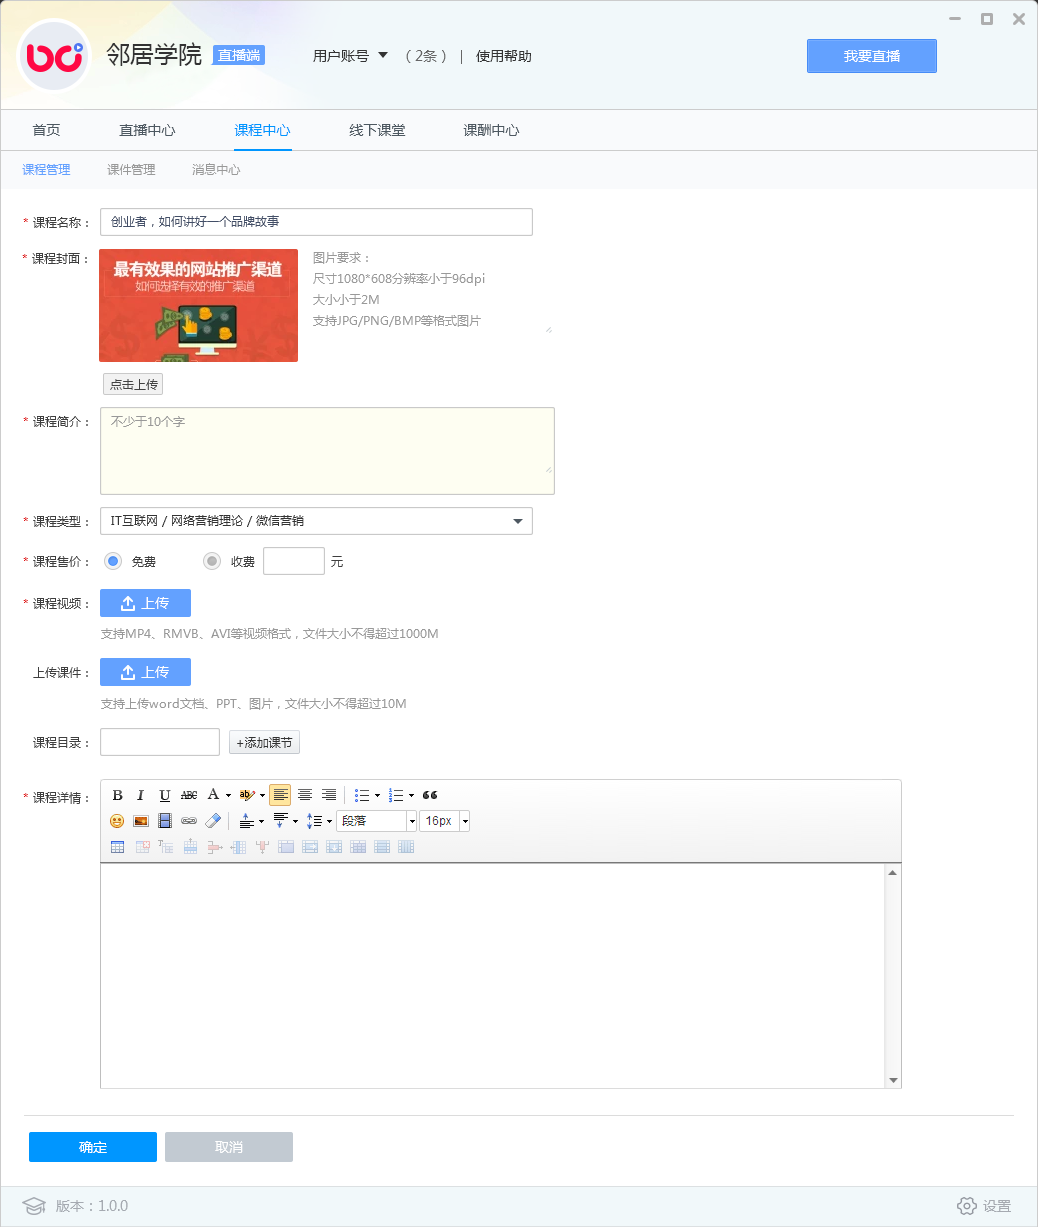 邻居学院 直播端 用户账号 （2条） | 使用帮助 我要直播
首页 直播中心 课程中心 线下课堂 课酬中心
课程管理 课件管理 消息中心
* 课程名称： 创业者，如何讲好一个品牌故事
* 课程封面：
最有效果的网站推广渠道
如何选择有效的推广渠道
图片要求：
尺寸1080*608分辨率小于96dpi
大小小于2M
支持JPG/PNG/BMP等格式图片
点击上传
* 课程简介： 不少于10个字
* 课程类型： IT互联网 / 网络营销理论 / 微信营销
* 课程售价： 免费 收费 元
* 课程视频： 上传
支持MP4、RMVB、AVI等视频格式，文件大小不得超过1000M
上传课件： 上传
支持上传word文档、PPT、图片，文件大小不得超过10M
课程目录： +添加课节
* 课程详情： B I U ABC A ab
段落 16px
确定 取消
版本：1.0.0 设置